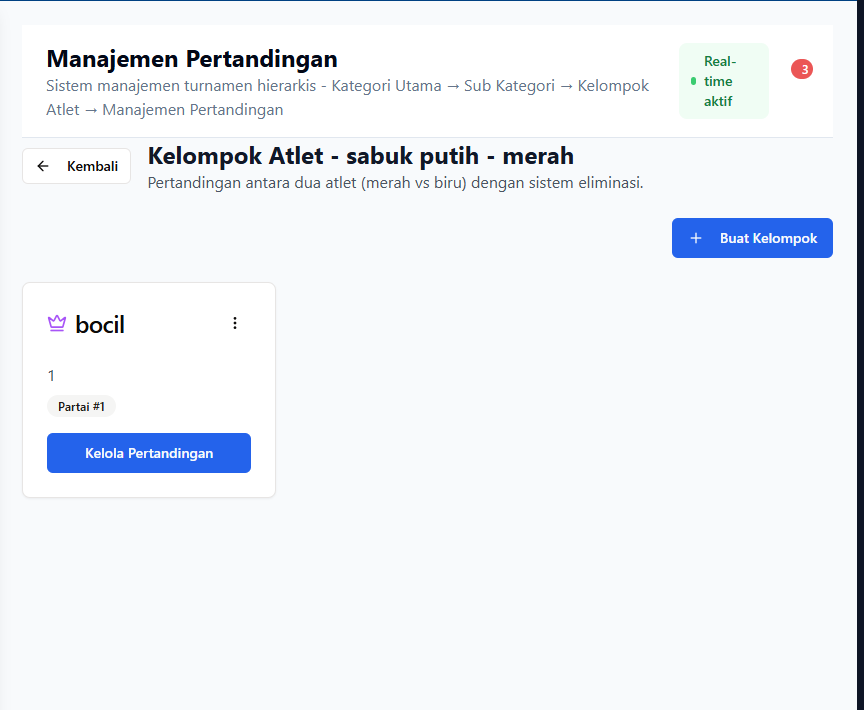 Manajemen Pertandingan
Sistem manajemen turnamen hierarkis - Kategori Utama → Sub Kategori → Kelompok
Atlet → Manajemen Pertandingan
Real-
time
aktif
3
Kembali
Kelompok Atlet - sabuk putih - merah
Pertandingan antara dua atlet (merah vs biru) dengan sistem eliminasi.
+ Buat Kelompok
bocil
1
Partai #1
Kelola Pertandingan